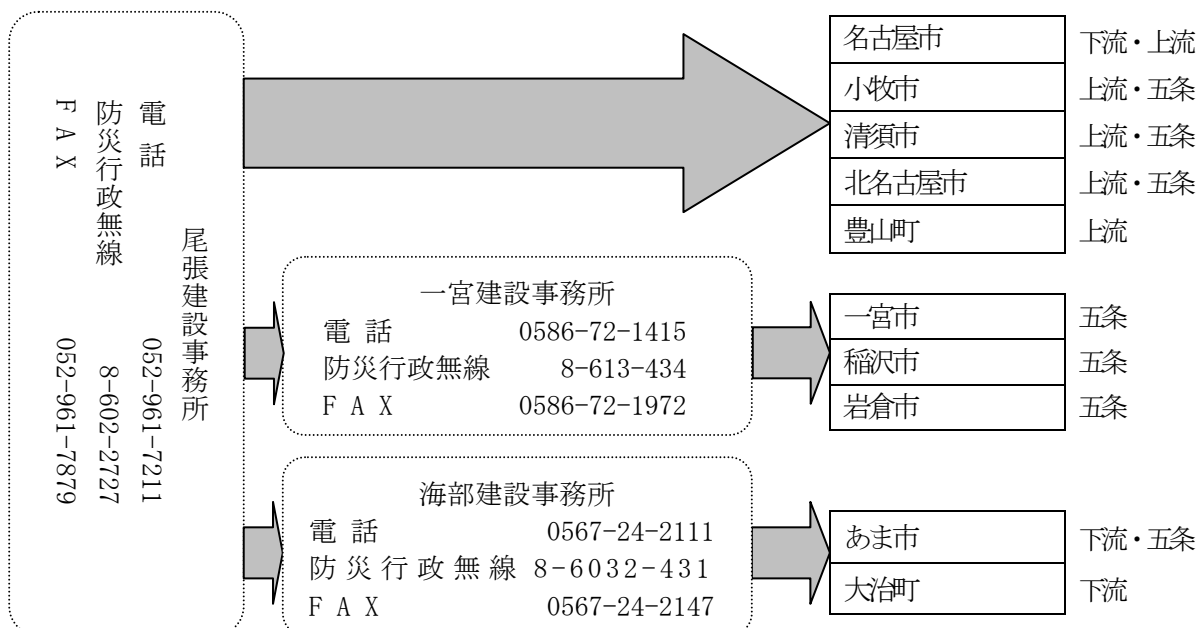 尾張建設事務所
電話 052-961-7211
防災行政無線 8-602-2727
ＦＡＸ 052-961-7879
名古屋市 下流・上流
小牧市 上流・五条
清須市 上流・五条
北名古屋市 上流・五条
豊山町 上流
一宮建設事務所
電話 0586-72-1415
防災行政無線 8-613-434
ＦＡＸ 0586-72-1972
一宮市 五条
稲沢市 五条
岩倉市 五条
海部建設事務所
電話 0567-24-2111
防災行政無線 8-6032-431
ＦＡＸ 0567-24-2147
あま市 下流・五条
大治町 下流